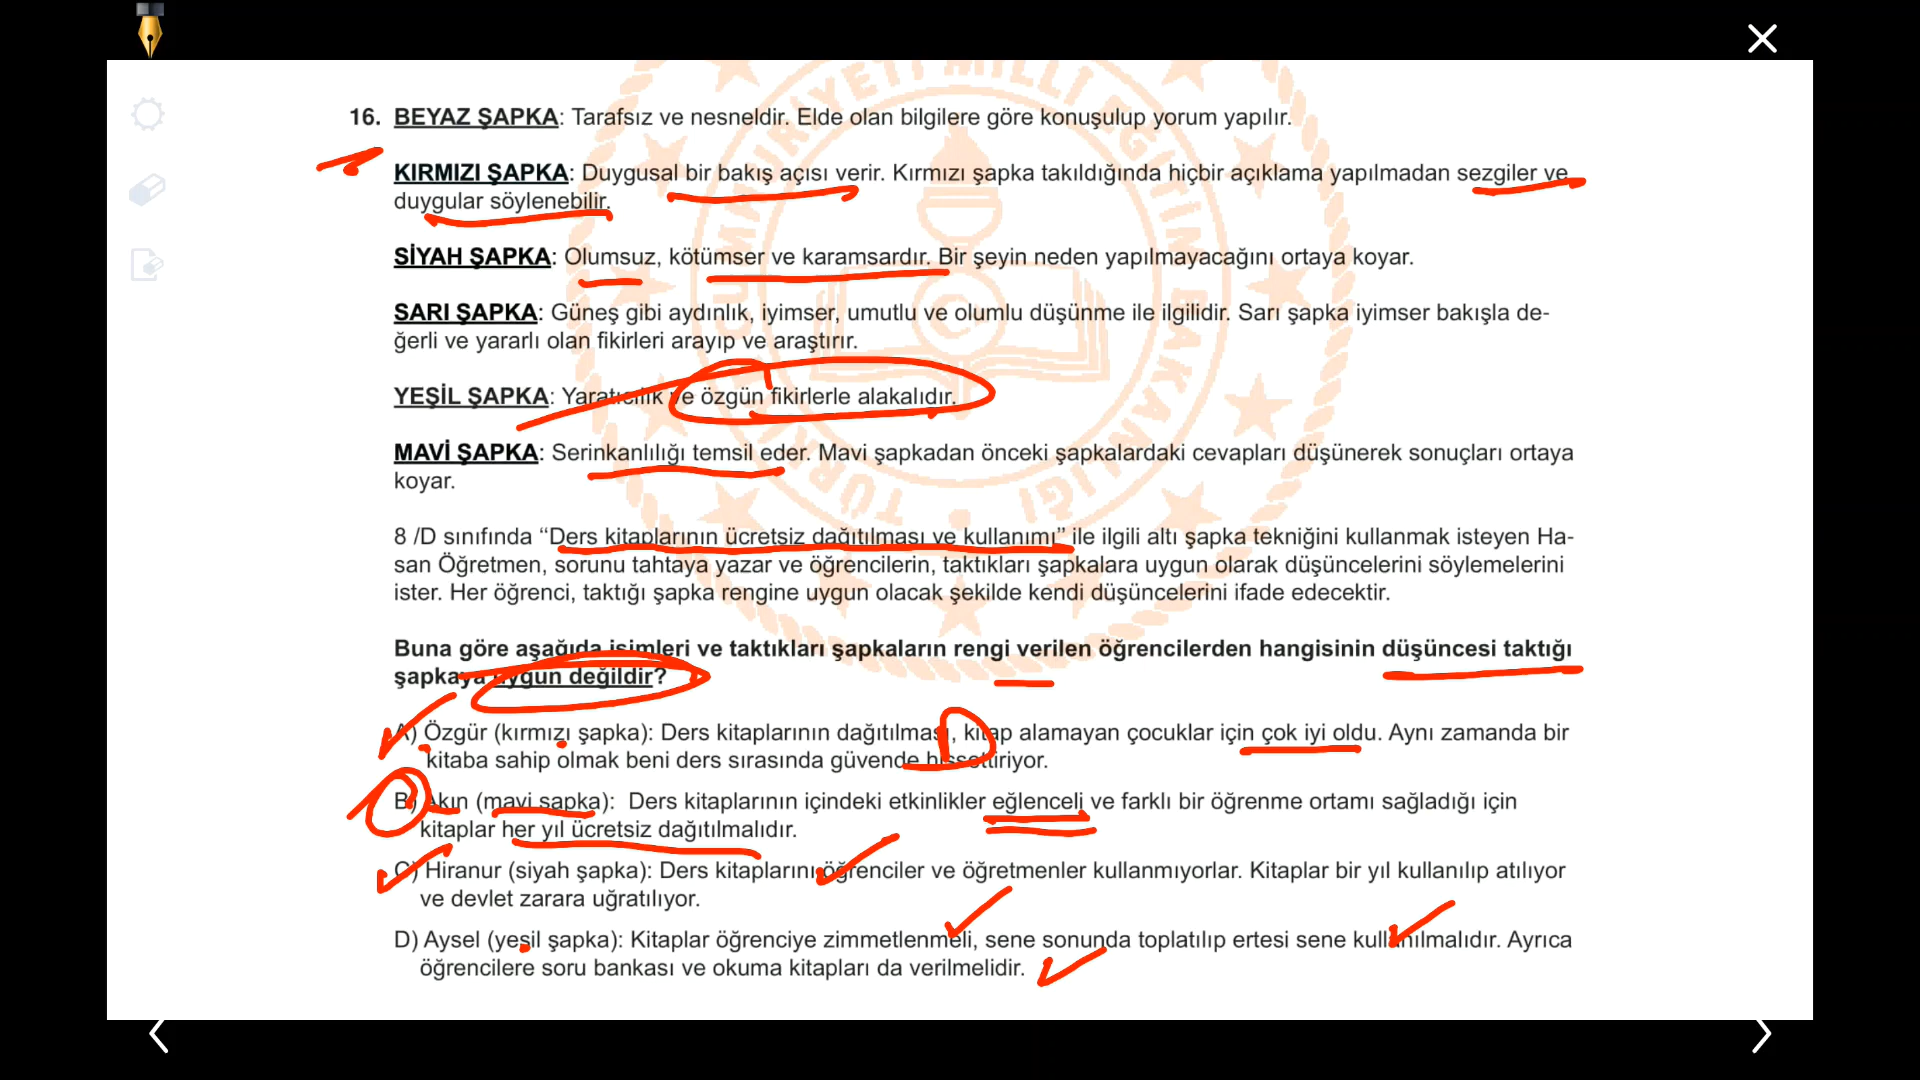 16. BEYAZ ŞAPKA: Tarafsız ve nesneldir. Elde olan bilgilere göre konuşulup yorum yapılır.
KIRMIZI ŞAPKA: Duygusal bir bakış açısı verir. Kırmızı şapka takıldığında hiçbir açıklama yapılmadan sezgiler ve
duygular söylenebilir.
SİYAH ŞAPKA: Olumsuz, kötümser ve karamsardır. Bir şeyin neden yapılmayacağını ortaya koyar.
SARI ŞAPKA: Güneş gibi aydınlık, iyimser, umutlu ve olumlu düşünme ile ilgilidir. Sarı şapka iyimser bakışla de-
ğerli ve yararlı olan fikirleri arayıp ve araştırır.
YEŞİL ŞAPKA: Yaratıcılık ve özgün fikirlerle alakalıdır.
MAVİ ŞAPKA: Serinkanlılığı temsil eder. Mavi şapkadan önceki şapkalardaki cevapları düşünerek sonuçları ortaya
koyar.
8 /D sınıfında ‘‘Ders kitaplarının ücretsiz dağıtılması ve kullanımı’’ ile ilgili altı şapka tekniğini kullanmak isteyen Ha-
san Öğretmen, sorunu tahtaya yazar ve öğrencilerin, taktıkları şapkalara uygun olarak düşüncelerini söylemelerini
ister. Her öğrenci, taktığı şapka rengine uygun olacak şekilde kendi düşüncelerini ifade edecektir.
Buna göre aşağıda isimleri ve taktıkları şapkaların rengi verilen öğrencilerden hangisinin düşüncesi taktığı
şapkaya uygun değildir?
A) Özgür (kırmızı şapka): Ders kitaplarının dağıtılması, kitap alamayan çocuklar için çok iyi oldu. Aynı zamanda bir
kitaba sahip olmak beni ders sırasında güvende hissettiriyor.
B) Akın (mavi şapka): Ders kitaplarının içindeki etkinlikler eğlenceli ve farklı bir öğrenme ortamı sağladığı için
kitaplar her yıl ücretsiz dağıtılmalıdır.
C) Hiranur (siyah şapka): Ders kitaplarını öğrenciler ve öğretmenler kullanmıyorlar. Kitaplar bir yıl kullanılıp atılıyor
ve devlet zarara uğratılıyor.
D) Aysel (yeşil şapka): Kitaplar öğrenciye zimmetlenmeli, sene sonunda toplatılıp ertesi sene kullanılmalıdır. Ayrıca
öğrencilere soru bankası ve okuma kitapları da verilmelidir.